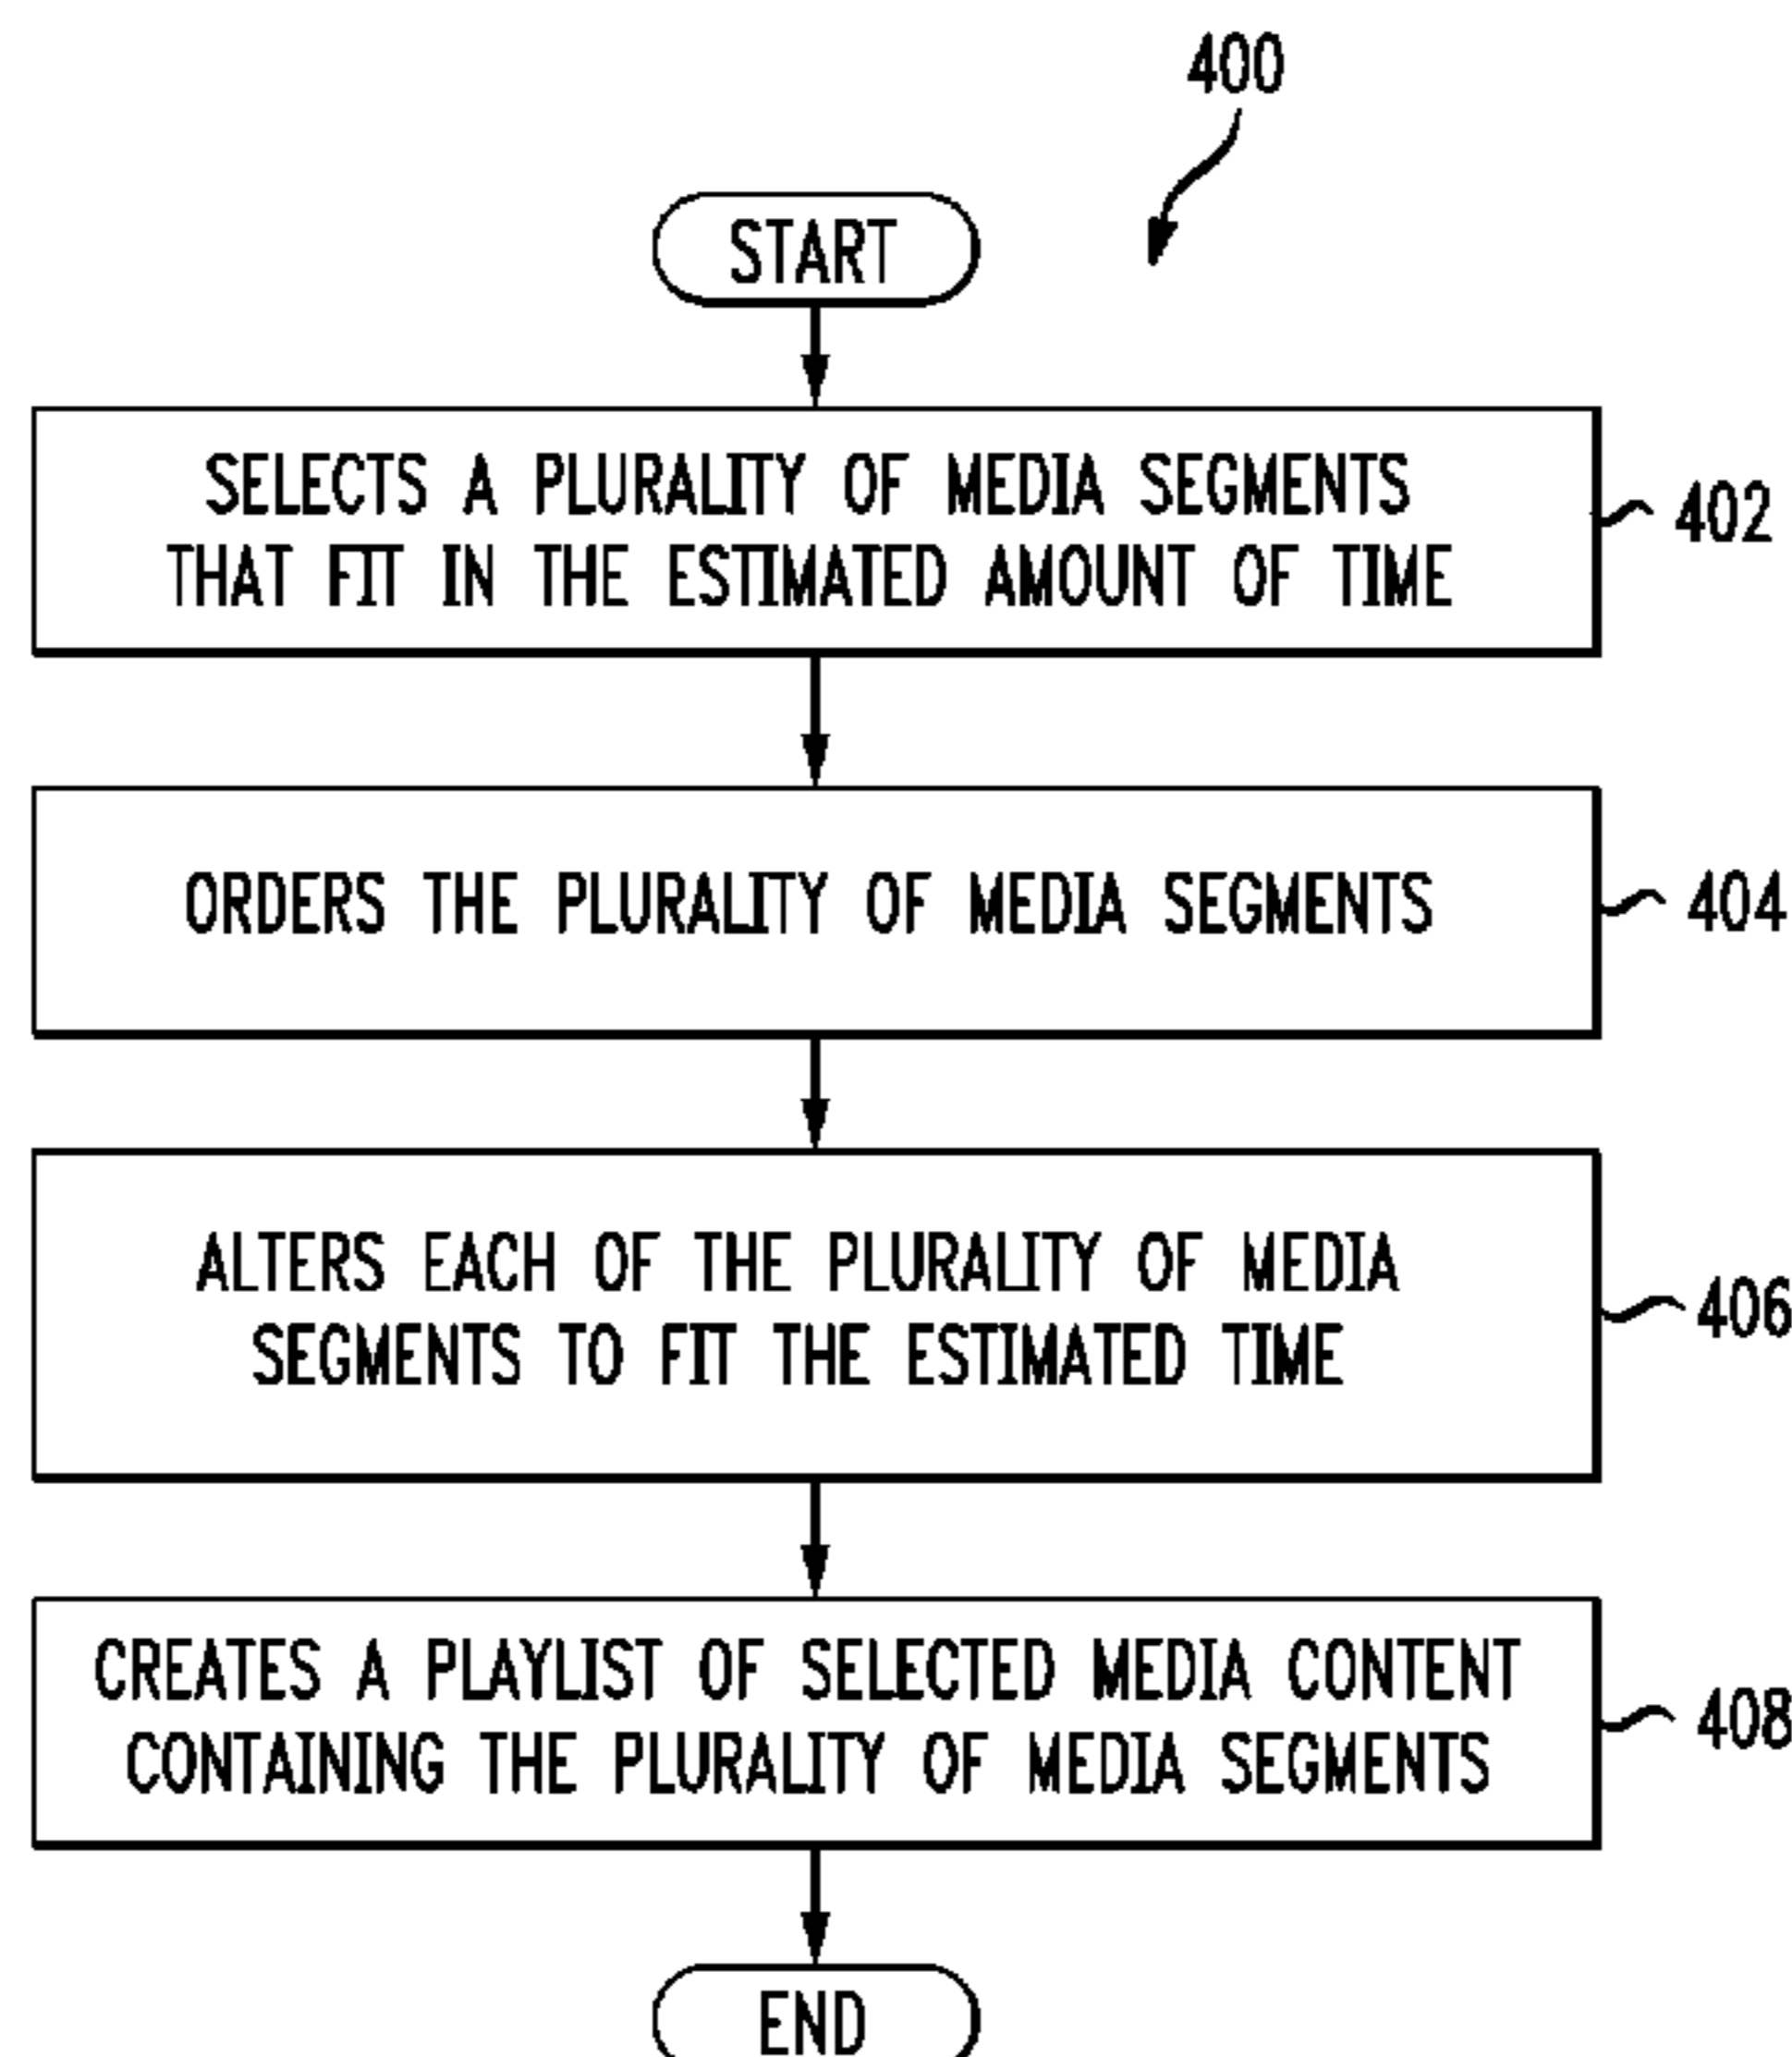 400
START
SELECTS A PLURALITY OF MEDIA SEGMENTS
THAT FIT IN THE ESTIMATED AMOUNT OF TIME
402
ORDERS THE PLURALITY OF MEDIA SEGMENTS
404
ALTERS EACH OF THE PLURALITY OF MEDIA
SEGMENTS TO FIT THE ESTIMATED TIME
406
CREATES A PLAYLIST OF SELECTED MEDIA CONTENT
CONTAINING THE PLURALITY OF MEDIA SEGMENTS
408
END